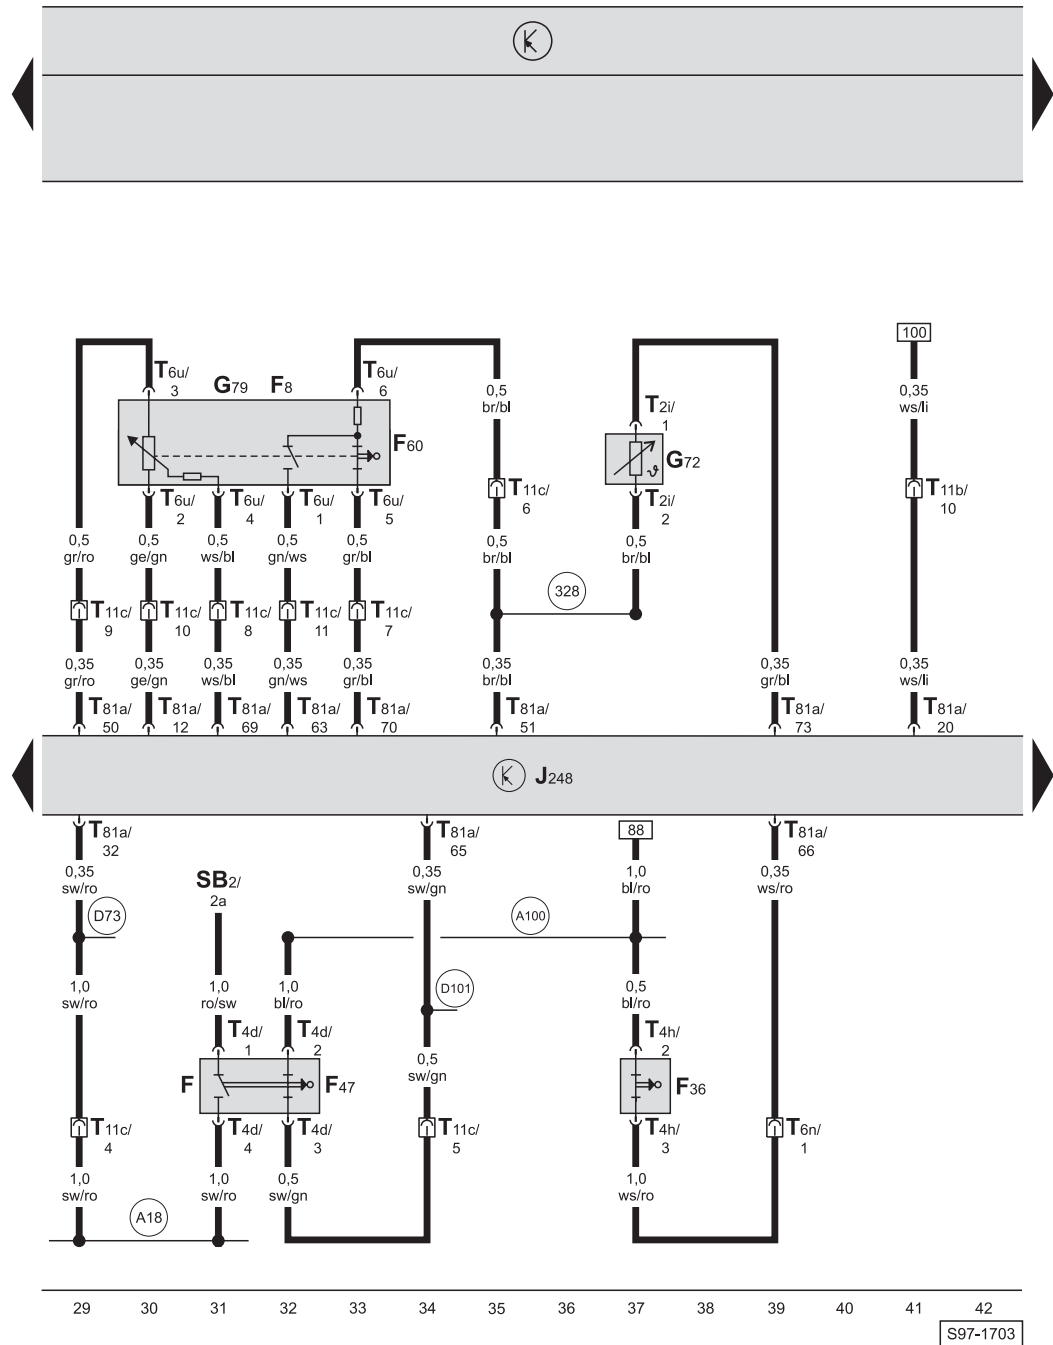 100
T6u/
3
G79
F8
T6u/
6
0,5
br/bl
0,35
ws/li
T2i/
1
F60
G72
T6u/
2
T6u/
4
T6u/
1
T6u/
5
T11c/
6
T2i/
2
T11b/
10
0,5
gr/ro
0,5
ge/gn
0,5
ws/bl
0,5
gn/ws
0,5
gr/bl
0,5
br/bl
0,5
br/bl
328
T11c/
9
T11c/
10
T11c/
8
T11c/
11
T11c/
7
0,35
gr/ro
0,35
ge/gn
0,35
ws/bl
0,35
gn/ws
0,35
gr/bl
0,35
br/bl
0,35
gr/bl
0,35
ws/li
T81a/
50
T81a/
12
T81a/
69
T81a/
63
T81a/
70
T81a/
51
T81a/
73
T81a/
20
J248
T81a/
32
T81a/
65
88
T81a/
66
0,35
sw/ro
SB2/
2a
0,35
sw/gn
1,0
bl/ro
0,35
ws/ro
D73
A100
1,0
sw/ro
1,0
ro/sw
1,0
bl/ro
D101
0,5
bl/ro
T4d/
1
T4d/
2
0,5
sw/gn
T4h/
2
F
F47
F36
T11c/
4
T4d/
4
T4d/
3
T11c/
5
T4h/
3
T6n/
1
1,0
sw/ro
1,0
sw/ro
0,5
sw/gn
1,0
ws/ro
A18
29 30 31 32 33 34 35 36 37 38 39 40 41 42
S97-1703